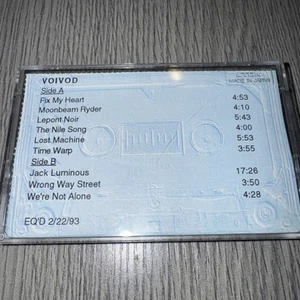 VOIVOD
MADE IN JAPAN
Side A
Fix My Heart 4:53
Moonbeam Ryder 4:10
Lepont Noir 5:43
The Nile Song 4:00
Lost Machine 5:53
Time Warp 3:55
Side B
Jack Luminous 17:26
Wrong Way Street 3:50
We're Not Alone 4:28
EQ'D 2/22/93